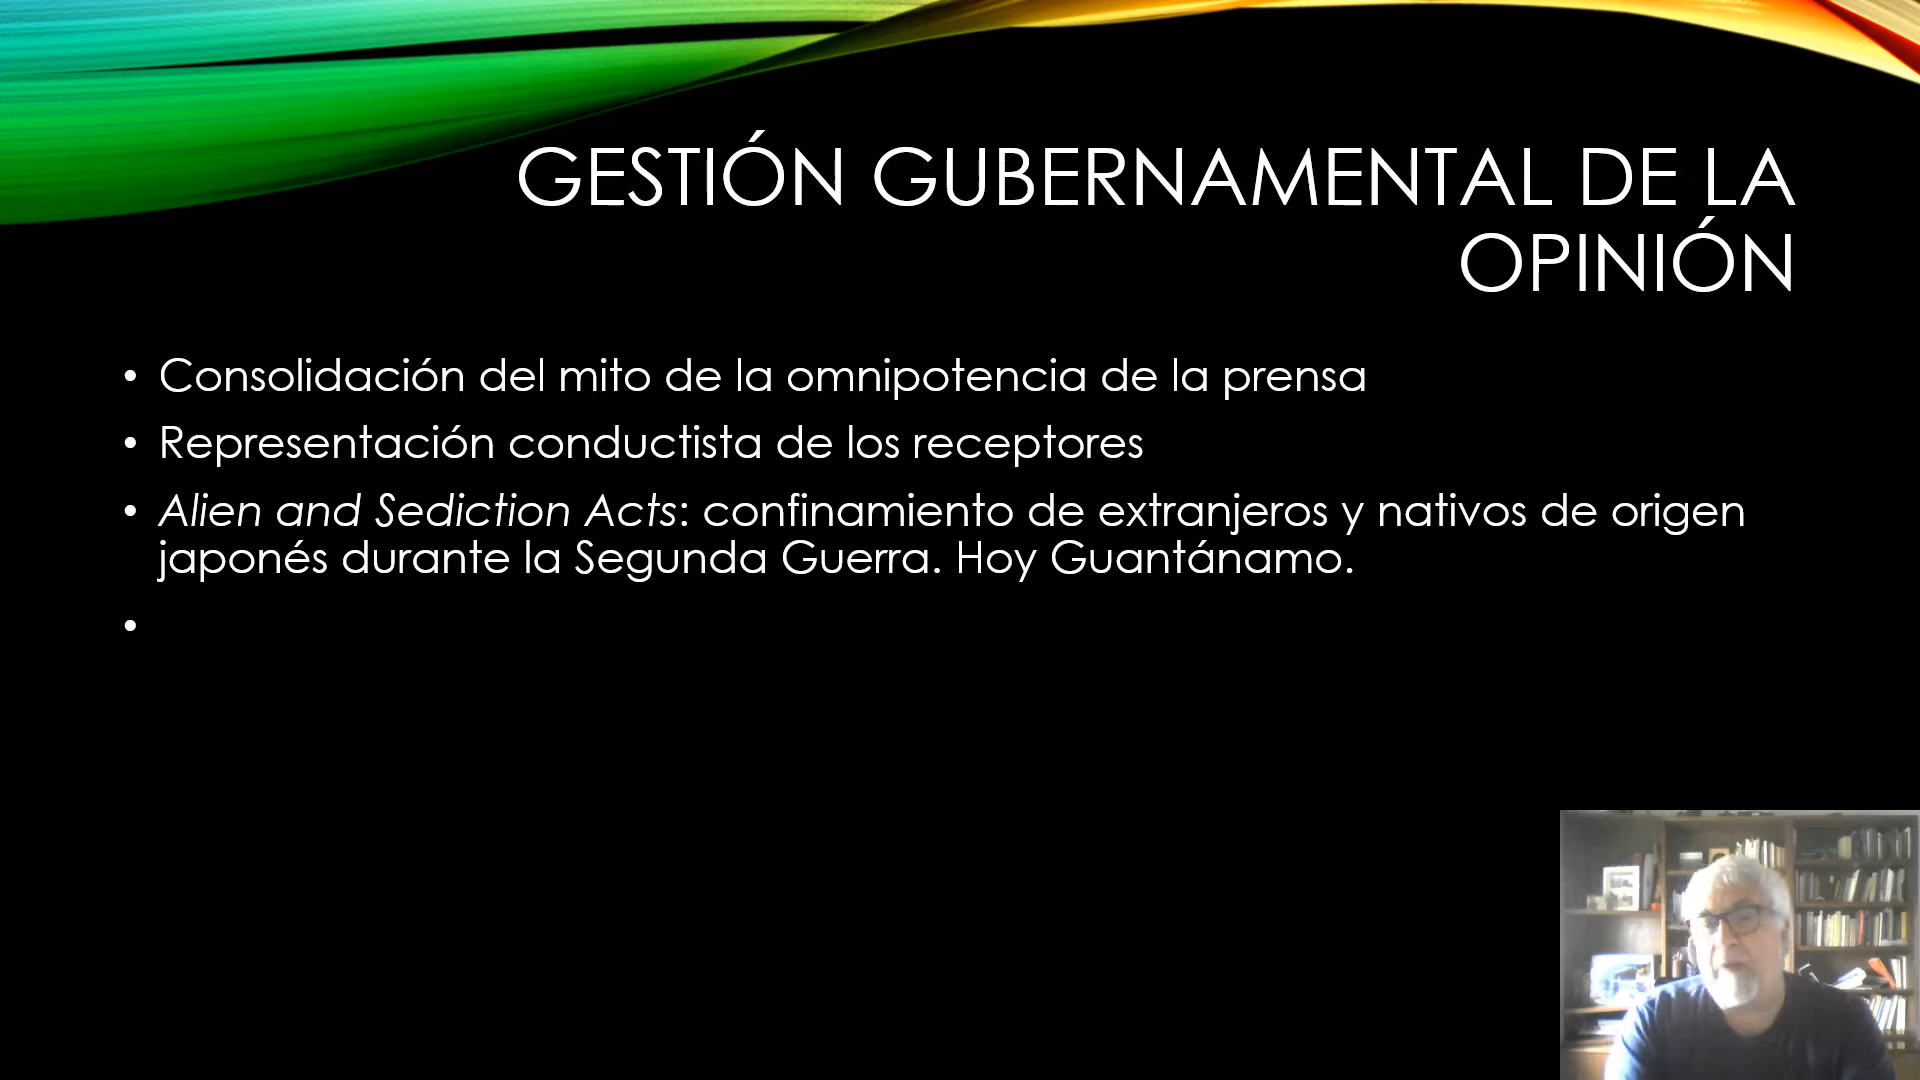 GESTIÓN GUBERNAMENTAL DE LA
OPINIÓN
• Consolidación del mito de la omnipotencia de la prensa
• Representación conductista de los receptores
• Alien and Sediction Acts: confinamiento de extranjeros y nativos de origen
japonés durante la Segunda Guerra. Hoy Guantánamo.
•